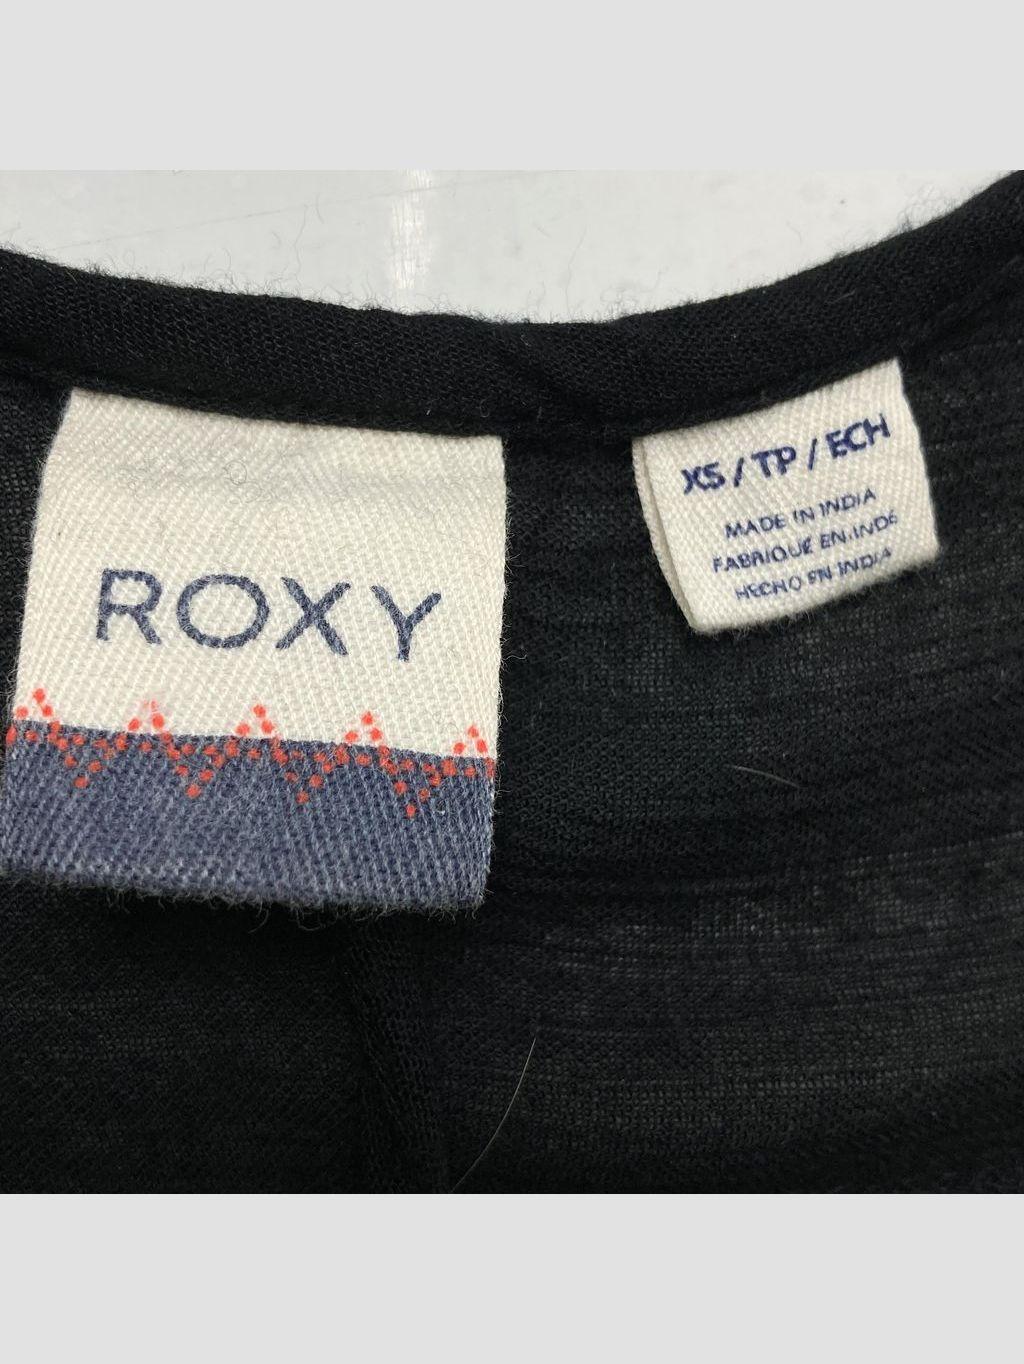 ROXY
XS / TP / ECH
MADE IN INDIA
FABRIQUE EN INDE
HECHO EN INDIA